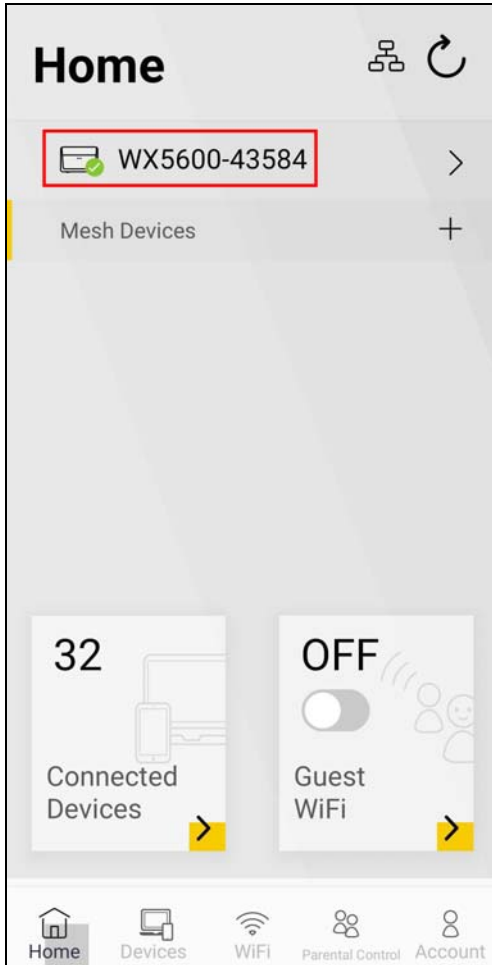 Home
WX5600-43584
Mesh Devices
32
Connected
Devices
OFF
Guest
WiFi
Home Devices WiFi Parental Control Account